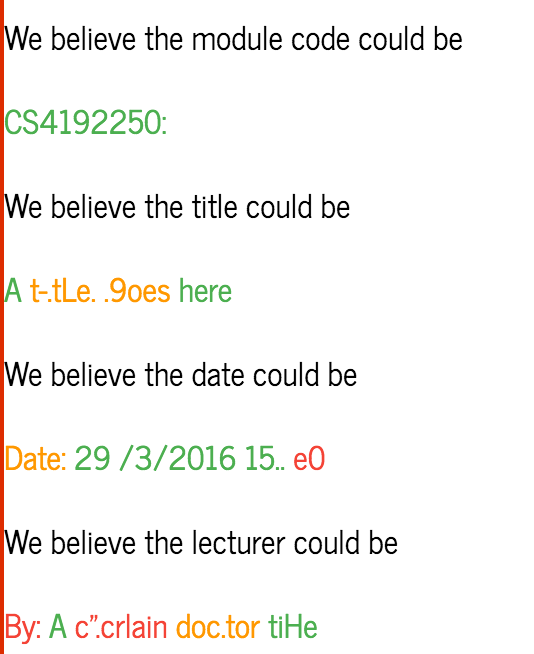 We believe the module code could be
CS4192250:
We believe the title could be
A t-.tLe. .9oes here
We believe the date could be
Date: 29 /3/2016 15.. e0
We believe the lecturer could be
By: A c”.crlain doc.tor tiHe